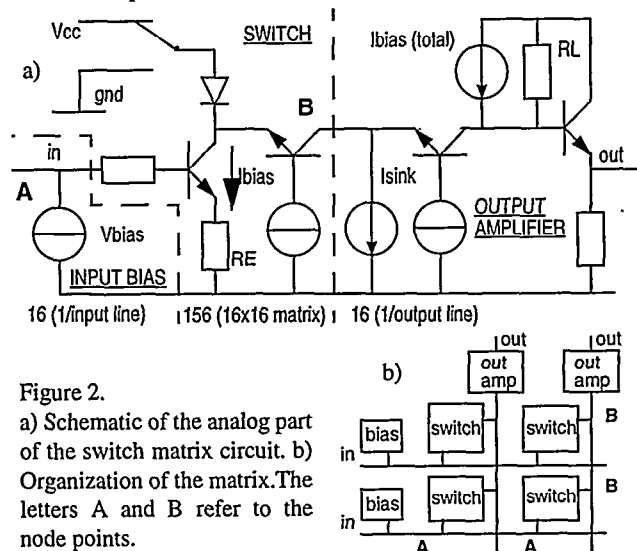 Vcc
SWITCH
Ibias (total)
RL
a)
gnd
B
in
A
Ibias
Isink
out
Vbias
RE
OUTPUT
AMPLIFIER
INPUT BIAS
16 (1/input line)
156 (16x16 matrix)
16 (1/output line)
b)
out
out
out
amp
out
amp
bias
switch
switch
B
in
bias
switch
switch
B
in
A
A
Figure 2.
a) Schematic of the analog part
of the switch matrix circuit. b)
Organization of the matrix.The
letters A and B refer to the
node points.